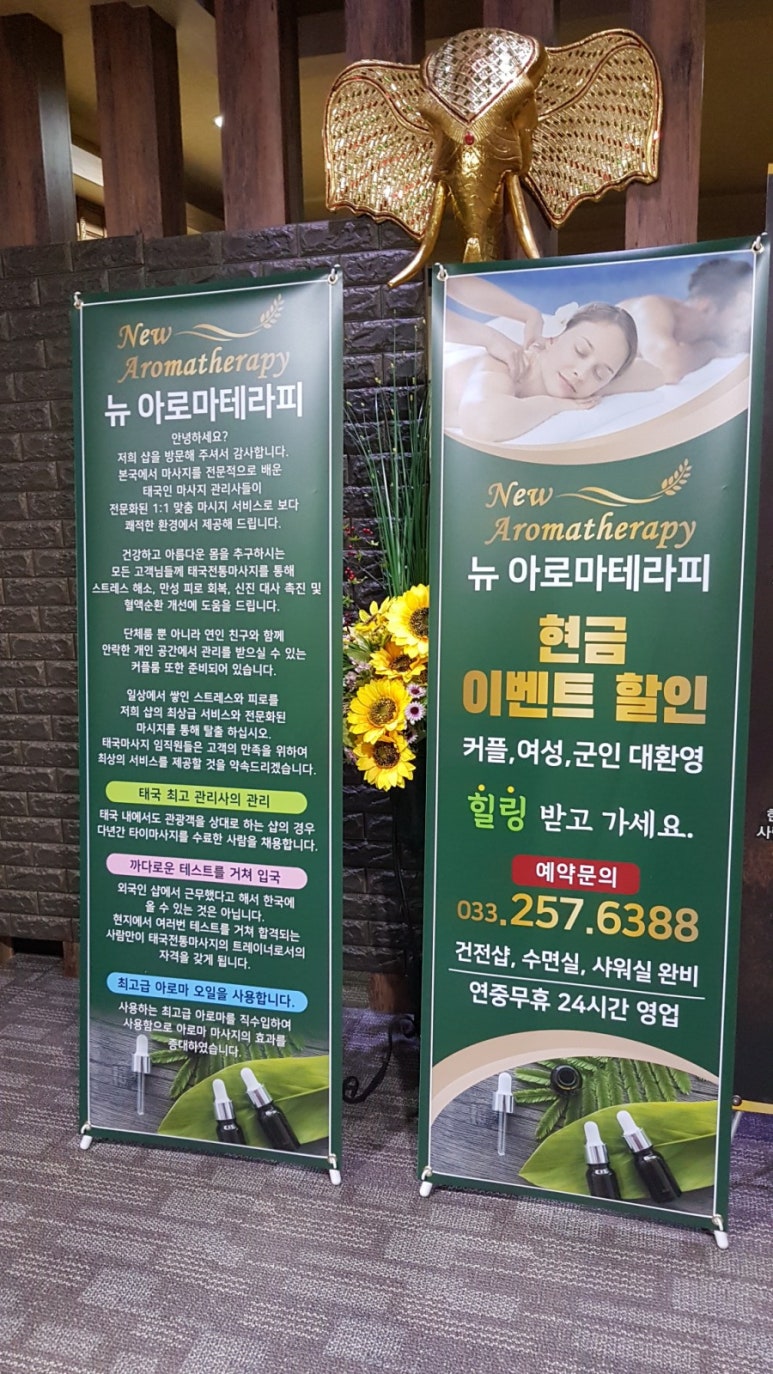 New
Aromatherapy
뉴 아로마테라피
안녕하세요?
저희 샵을 방문해 주셔서 감사합니다.
본국에서 마사지를 전문적으로 배운
태국인 마사지 관리사들이
전문화된 1:1 맞춤 마시지 서비스로 보다
쾌적한 환경에서 제공해 드립니다.
건강하고 아름다운 몸을 추구하시는
모든 고객님들께 태국전통마사지를 통해
스트레스 해소, 만성 피로 회복, 신진 대사 촉진 및
혈액순환 개선에 도움을 드립니다.
단체룸 뿐 아니라 연인 친구와 함께
안락한 개인 공간에서 관리를 받으실 수 있는
커플룸 또한 준비되어 있습니다.
일상에서 쌓인 스트레스와 피로를
저희 샵의 최상급 서비스와 전문화된
마시지를 통해 탈출 하십시오.
태국마사지 임직원들은 고객의 만족을 위하여
최상의 서비스를 제공할 것을 약속드리겠습니다.
태국 최고 관리사의 관리
태국 내에서도 관광객을 상대로 하는 샵의 경우
다년간 타이마사지를 수료한 사람을 채용합니다.
까다로운 테스트를 거쳐 입국
외국인 샵에서 근무했다고 해서 한국에
올 수 있는 것은 아닙니다.
현지에서 여러번 테스트를 거쳐 합격되는
사람만이 태국전통마사지의 트레이너로서의
자격을 갖게 됩니다.
최고급 아로마 오일을 사용합니다.
사용하는 최고급 아로마를 직수입하여
사용함으로 아로마 마사지의 효과를
증대하였습니다.
New
Aromatherapy
뉴 아로마테라피
현금
이벤트 할인
커플,여성,군인 대환영
힐링 받고 가세요.
예약문의
033.257.6388
건전샵, 수면실, 샤워실 완비
연중무휴 24시간 영업